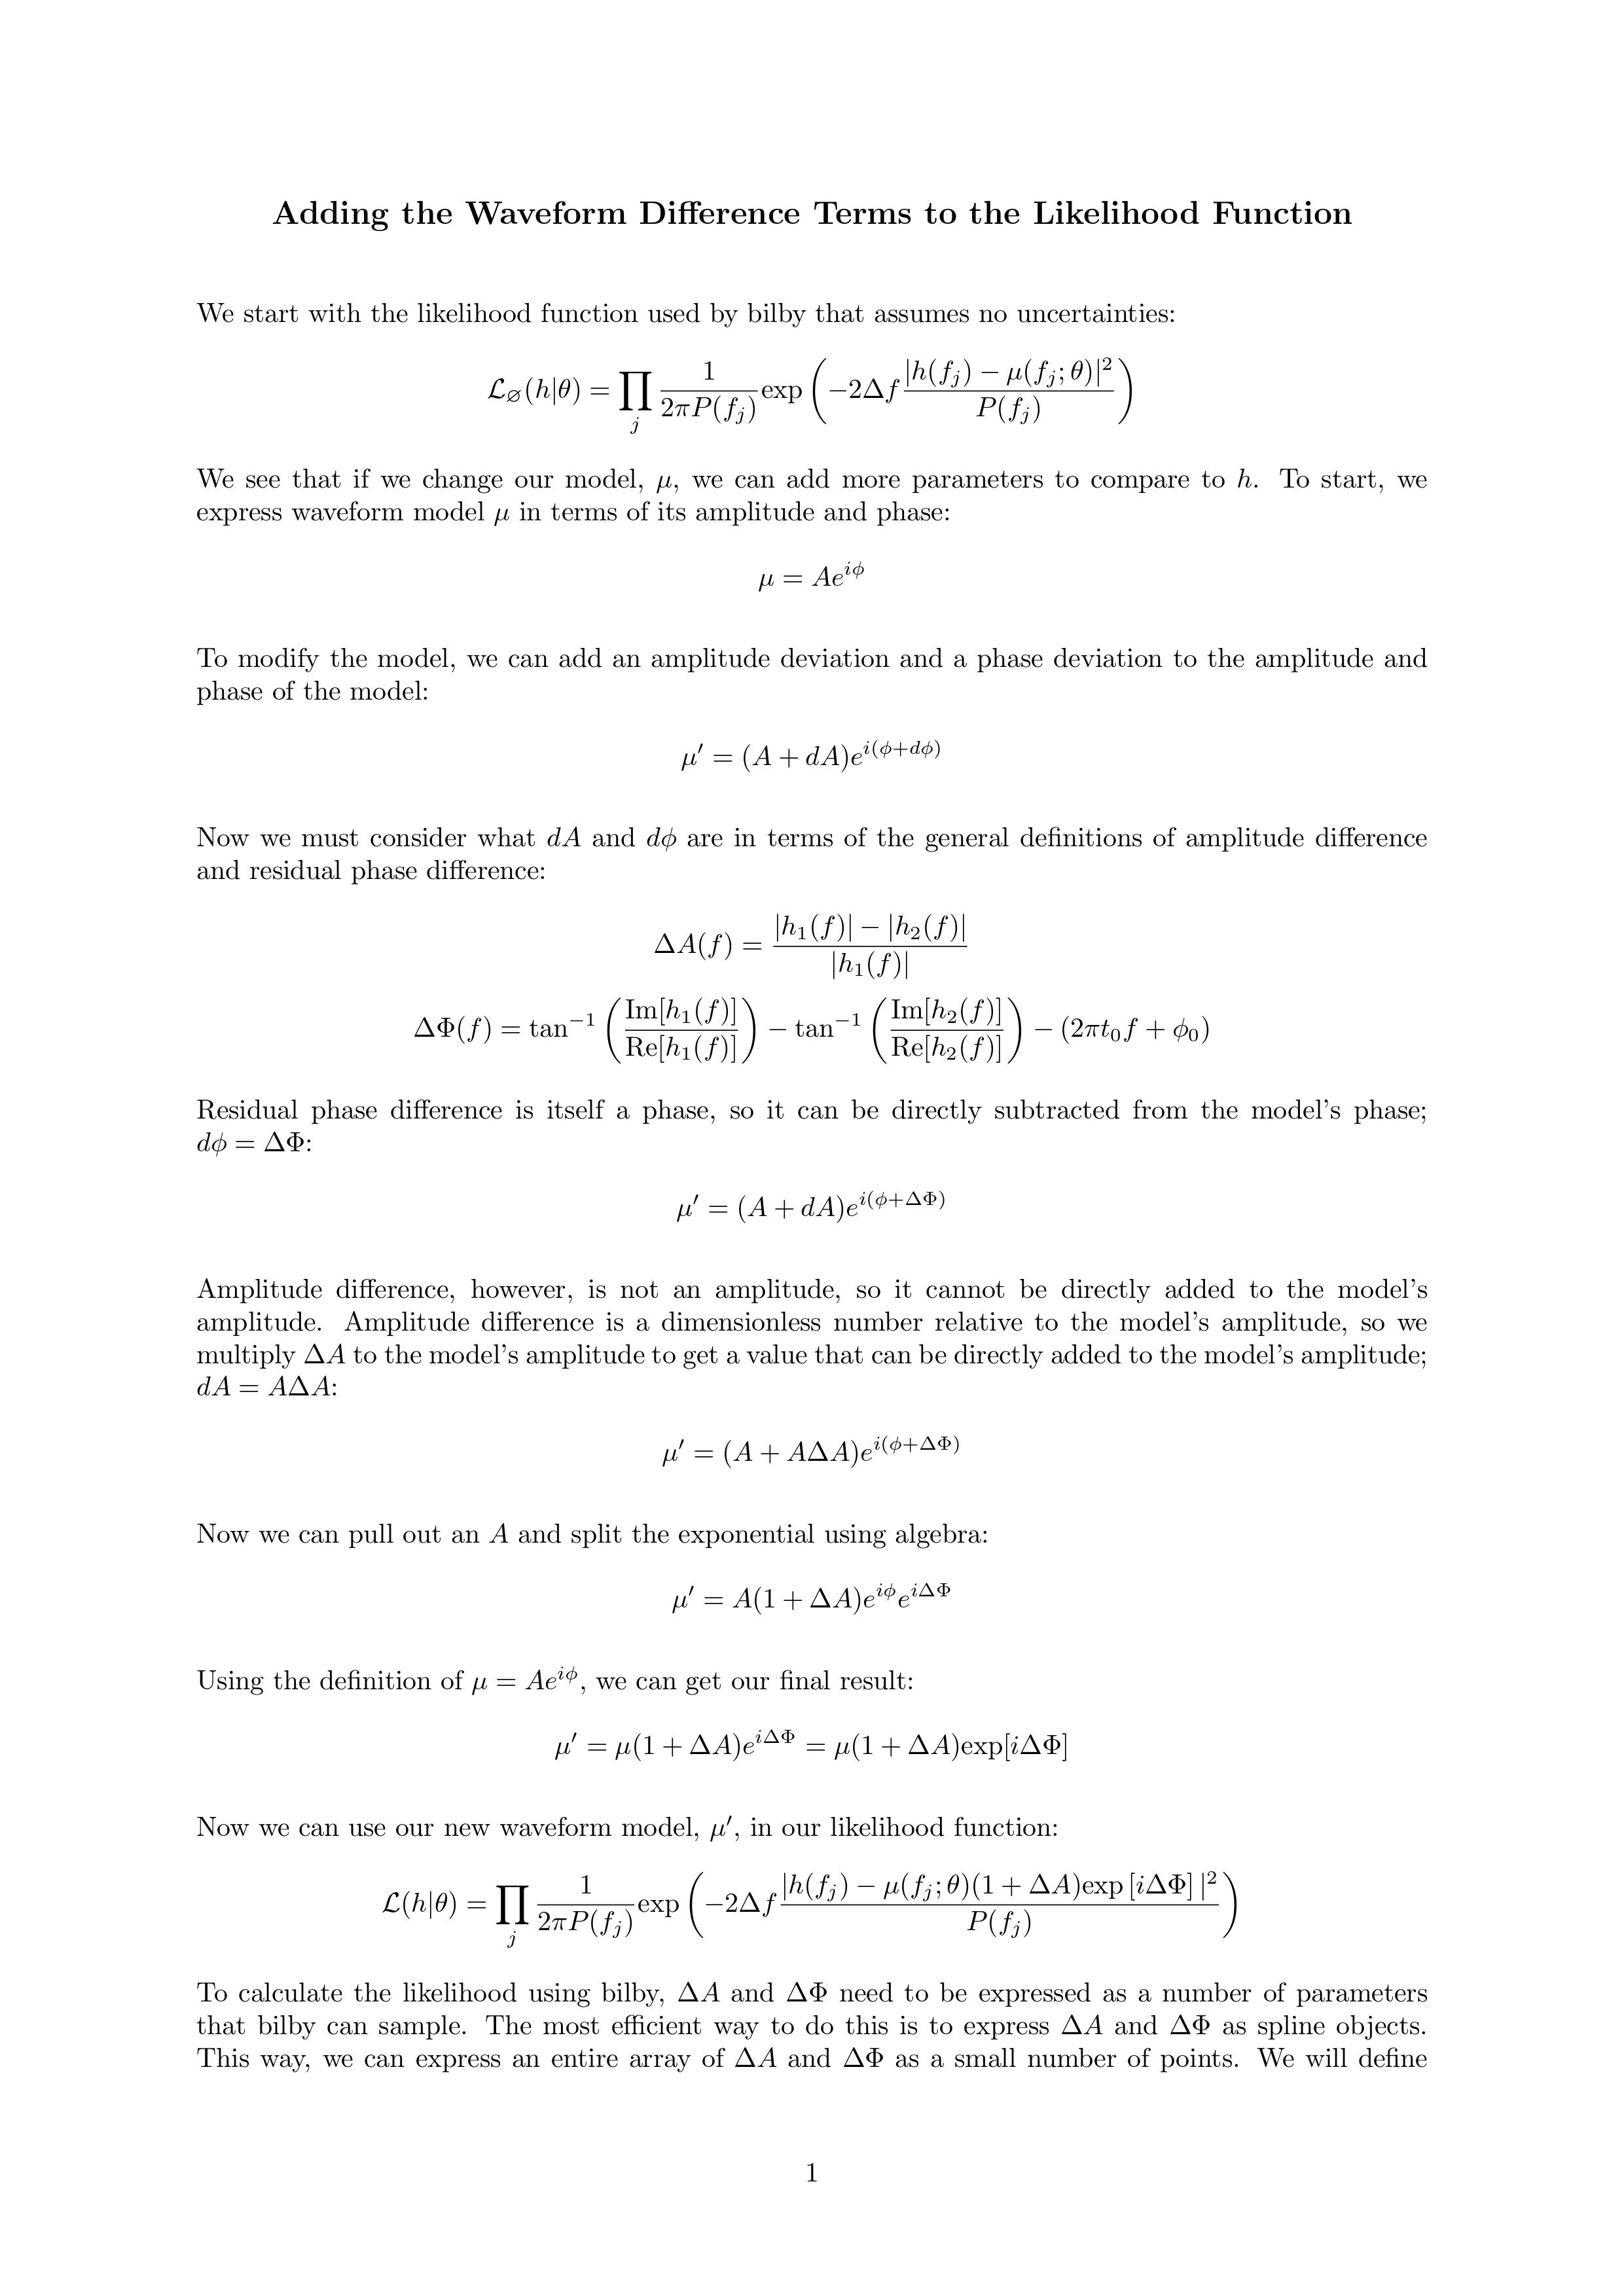 Adding the Waveform Difference Terms to the Likelihood Function
We start with the likelihood function used by bilby that assumes no uncertainties:
$$\mathcal{L}_{\varnothing}(h|\theta) = \prod_j \frac{1}{2\pi P(f_j)} \mathrm{exp}\left(-2\Delta f \frac{|h(f_j) - \mu(f_j;\theta)|^2}{P(f_j)}\right)$$
We see that if we change our model, $\mu$, we can add more parameters to compare to $h$. To start, we
express waveform model $\mu$ in terms of its amplitude and phase:
$$\mu = Ae^{i\phi}$$
To modify the model, we can add an amplitude deviation and a phase deviation to the amplitude and
phase of the model:
$$\mu' = (A + dA)e^{i(\phi+d\phi)}$$
Now we must consider what $dA$ and $d\phi$ are in terms of the general definitions of amplitude difference
and residual phase difference:
$$\Delta A(f) = \frac{|h_1(f)| - |h_2(f)|}{|h_1(f)|}$$
$$\Delta\Phi(f) = \tan^{-1}\left(\frac{\mathrm{Im}[h_1(f)]}{\mathrm{Re}[h_1(f)]}\right) - \tan^{-1}\left(\frac{\mathrm{Im}[h_2(f)]}{\mathrm{Re}[h_2(f)]}\right) - (2\pi t_0 f + \phi_0)$$
Residual phase difference is itself a phase, so it can be directly subtracted from the model's phase;
$d\phi = \Delta\Phi$:
$$\mu' = (A + dA)e^{i(\phi+\Delta\Phi)}$$
Amplitude difference, however, is not an amplitude, so it cannot be directly added to the model's
amplitude. Amplitude difference is a dimensionless number relative to the model's amplitude, so we
multiply $\Delta A$ to the model's amplitude to get a value that can be directly added to the model's amplitude;
$dA = A\Delta A$:
$$\mu' = (A + A\Delta A)e^{i(\phi+\Delta\Phi)}$$
Now we can pull out an $A$ and split the exponential using algebra:
$$\mu' = A(1 + \Delta A)e^{i\phi}e^{i\Delta\Phi}$$
Using the definition of $\mu = Ae^{i\phi}$, we can get our final result:
$$\mu' = \mu(1 + \Delta A)e^{i\Delta\Phi} = \mu(1 + \Delta A)\mathrm{exp}[i\Delta\Phi]$$
Now we can use our new waveform model, $\mu'$, in our likelihood function:
$$\mathcal{L}(h|\theta) = \prod_j \frac{1}{2\pi P(f_j)} \mathrm{exp}\left(-2\Delta f \frac{|h(f_j) - \mu(f_j;\theta)(1 + \Delta A)\mathrm{exp}\,[i\Delta\Phi]\,|^2}{P(f_j)}\right)$$
To calculate the likelihood using bilby, $\Delta A$ and $\Delta\Phi$ need to be expressed as a number of parameters
that bilby can sample. The most efficient way to do this is to express $\Delta A$ and $\Delta\Phi$ as spline objects.
This way, we can express an entire array of $\Delta A$ and $\Delta\Phi$ as a small number of points. We will define
1